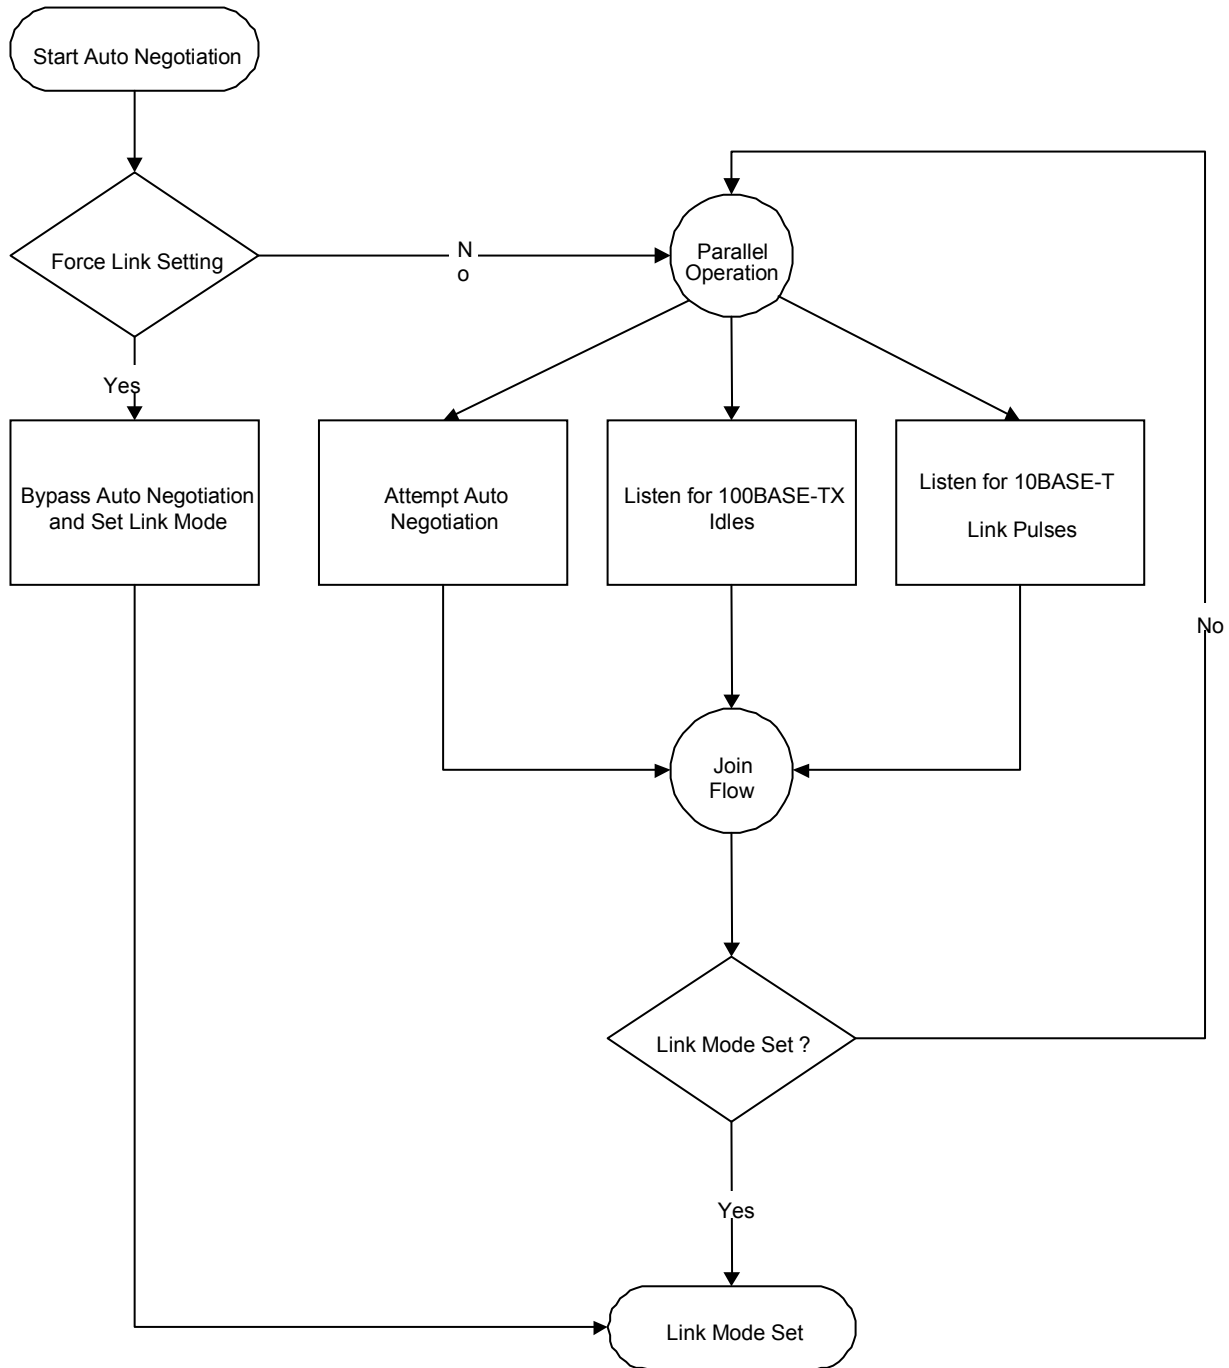 Start Auto Negotiation
Force Link Setting
N
o
Parallel
Operation
Yes
Bypass Auto Negotiation
and Set Link Mode
Attempt Auto
Negotiation
Listen for 100BASE-TX
Idles
Listen for 10BASE-T
Link Pulses
No
Join
Flow
Link Mode Set ?
Yes
Link Mode Set